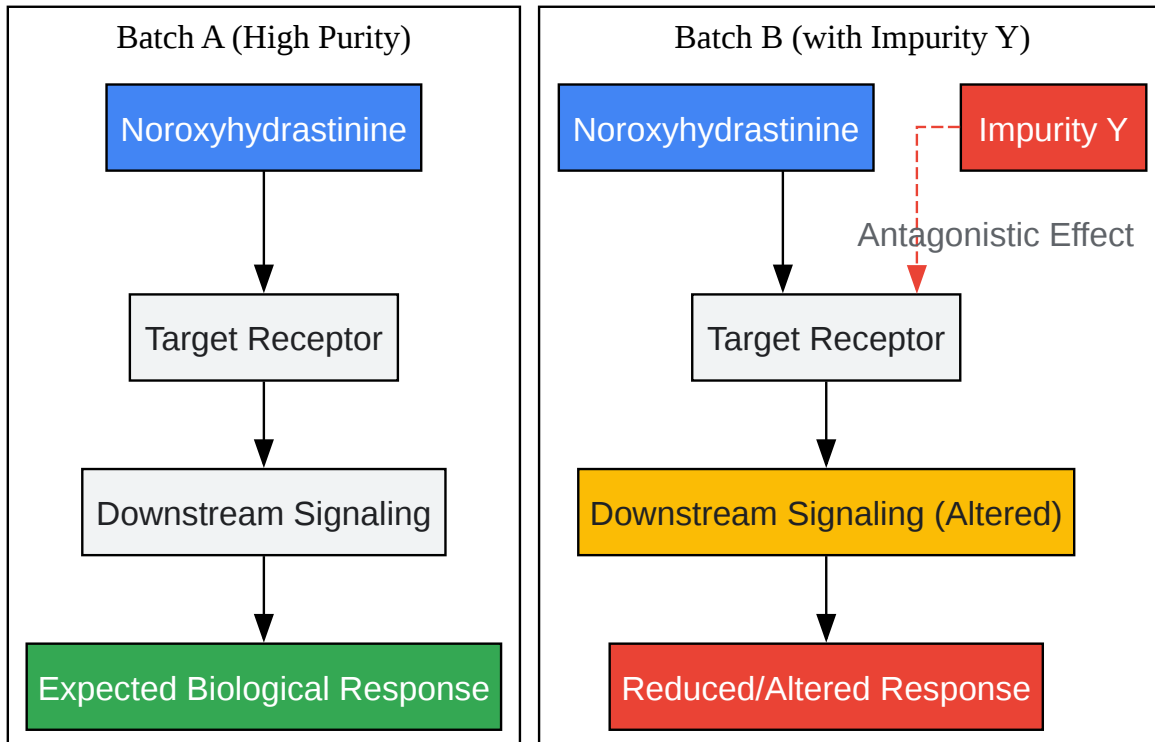 Batch A (High Purity)
Noroxyhydrastinine
Target Receptor
Downstream Signaling
Expected Biological Response
Batch B (with Impurity Y)
Noroxyhydrastinine
Impurity Y
Antagonistic Effect
Target Receptor
Downstream Signaling (Altered)
Reduced/Altered Response